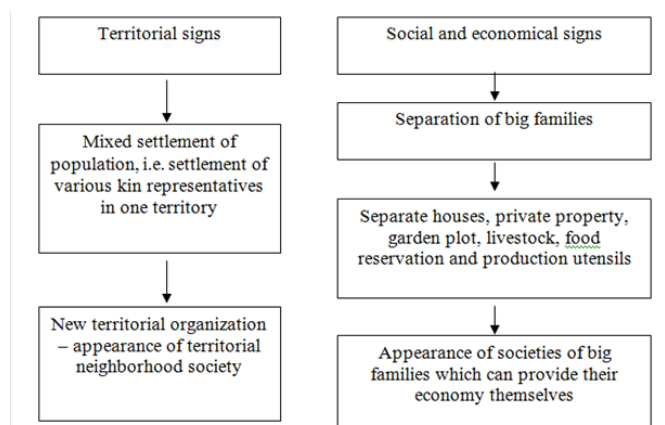 Territorial signs
Mixed settlement of
population, i.e. settlement of
various kin representatives
in one territory
New territorial organization
– appearance of territorial
neighborhood society
Social and economical signs
Separation of big families
Separate houses, private property,
garden plot, livestock, food
reservation and production utensils
Appearance of societies of big
families which can provide their
economy themselves